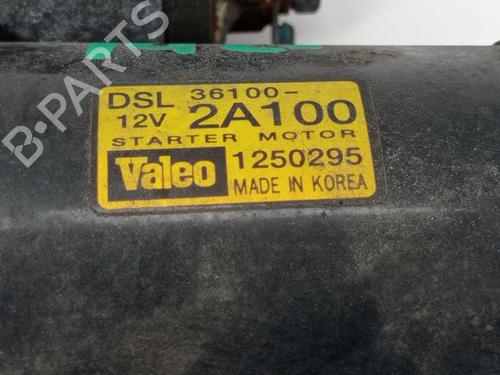 DSL 36100-
12V 2A100
STARTER MOTOR
Valeo 1250295
MADE IN KOREA
B-PARTS